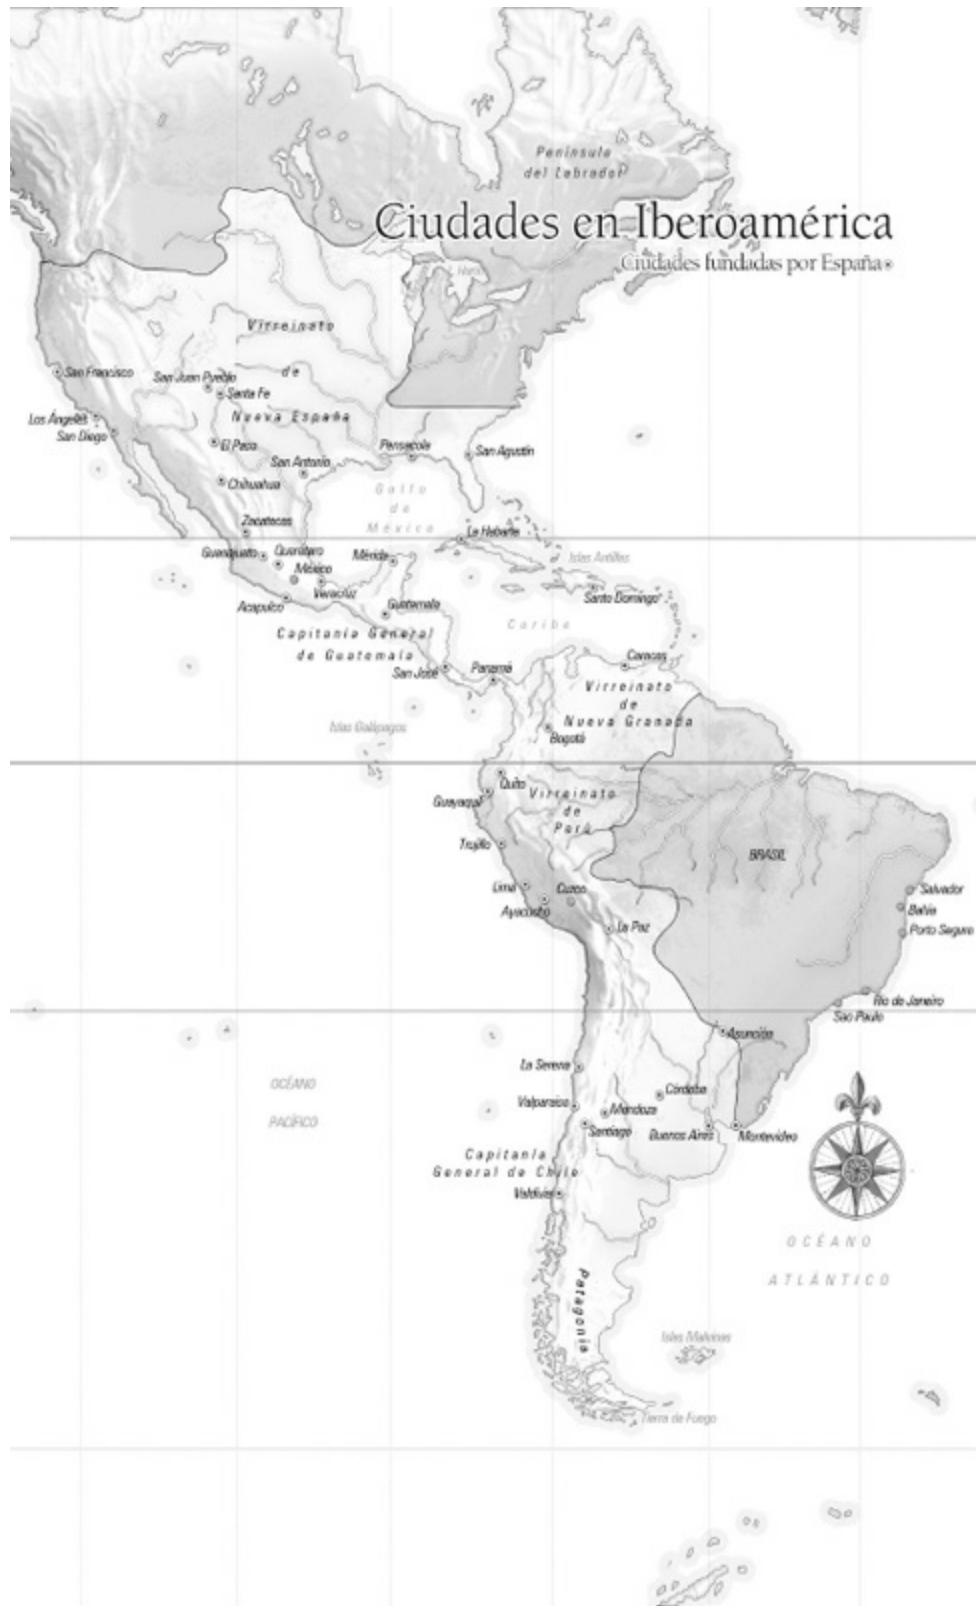 Península
del Labrador
Ciudades en Iberoamérica
Ciudades fundadas por España
Virreinato
de
Nueva España
San Francisco
San Juan Pueblo
Santa Fe
Los Ángeles
San Diego
El Paso
Pensacola
San Agustín
San Antonio
Chihuahua
Golfo
de
México
Zacatecas
La Habana
Guanajuato
Querétaro
Mérida
Islas Antillas
México
Veracruz
Acapulco
Guatemala
Santo Domingo
Caribe
Capitanía General
de Guatemala
San José
Panamá
Caracas
Virreinato
de
Nueva Granada
Islas Galápagos
Bogotá
Quito
Guayaquil
Virreinato
de
Perú
Trujillo
BRASIL
Lima
Cuzco
Ayacucho
Salvador
Bahía
Porto Seguro
La Paz
Rio de Janeiro
Sao Paulo
Asunción
La Serena
OCÉANO
PACÍFICO
Córdoba
Valparaíso
Mendoza
Santiago
Buenos Aires
Montevideo
Capitanía
General de Chile
Valdivia
OCÉANO
ATLÁNTICO
Patagonia
Islas Malvinas
Tierra de Fuego